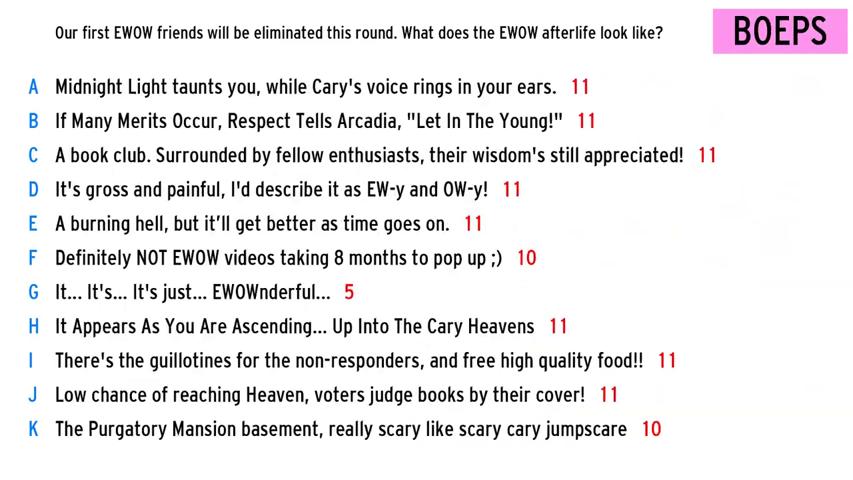 Our first EWOW friends will be eliminated this round. What does the EWOW afterlife look like?
BOEPS
A Midnight Light taunts you, while Cary's voice rings in your ears. 11
B If Many Merits Occur, Respect Tells Arcadia, "Let In The Young!" 11
C A book club. Surrounded by fellow enthusiasts, their wisdom's still appreciated! 11
D It's gross and painful, I'd describe it as EW-y and OW-y! 11
E A burning hell, but it’ll get better as time goes on. 11
F Definitely NOT EWOW videos taking 8 months to pop up ;) 10
G It... It's... It's just... EWOWnderful... 5
H It Appears As You Are Ascending... Up Into The Cary Heavens 11
I There's the guillotines for the non-responders, and free high quality food!! 11
J Low chance of reaching Heaven, voters judge books by their cover! 11
K The Purgatory Mansion basement, really scary like scary cary jumpscare 10